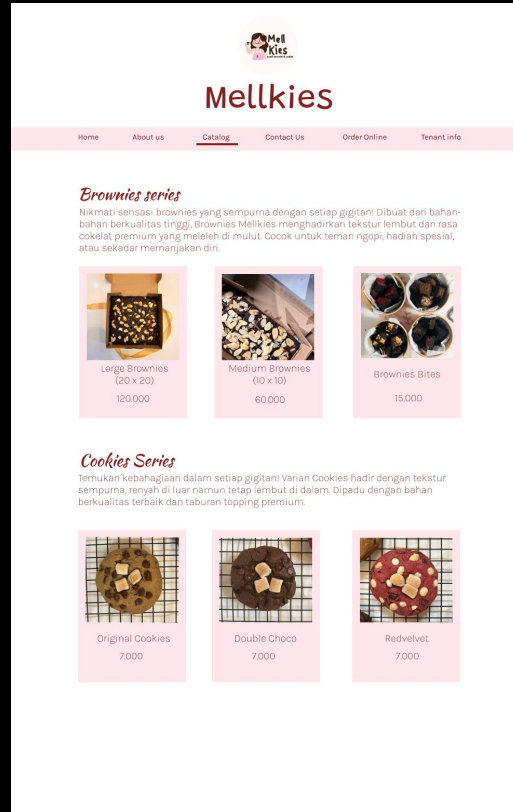 Mell
Kies
Mellkies
Home About us Catalog Contact Us Order Online Tenant info
Brownies series
Nikmati sensasi brownies yang sempurna dengan setiap gigitan! Dibuat dari bahan-
bahan berkualitas tinggi, Brownies Mellkies menghadirkan tekstur lembut dan rasa
cokelat premium yang meleleh di mulut. Cocok untuk teman ngopi, hadiah spesial,
atau sekadar memanjakan diri.
Large Brownies
(20 x 20)
120.000
Medium Brownies
(10 x 10)
60.000
Brownies Bites
15.000
Cookies Series
Temukan kebahagiaan dalam setiap gigitan! Varian Cookies hadir dengan tekstur
sempurna, renyah di luar namun tetap lembut di dalam. Dipadu dengan bahan
berkualitas terbaik dan taburan topping premium.
Original Cookies
7.000
Double Choco
7.000
Redvelvet
7.000